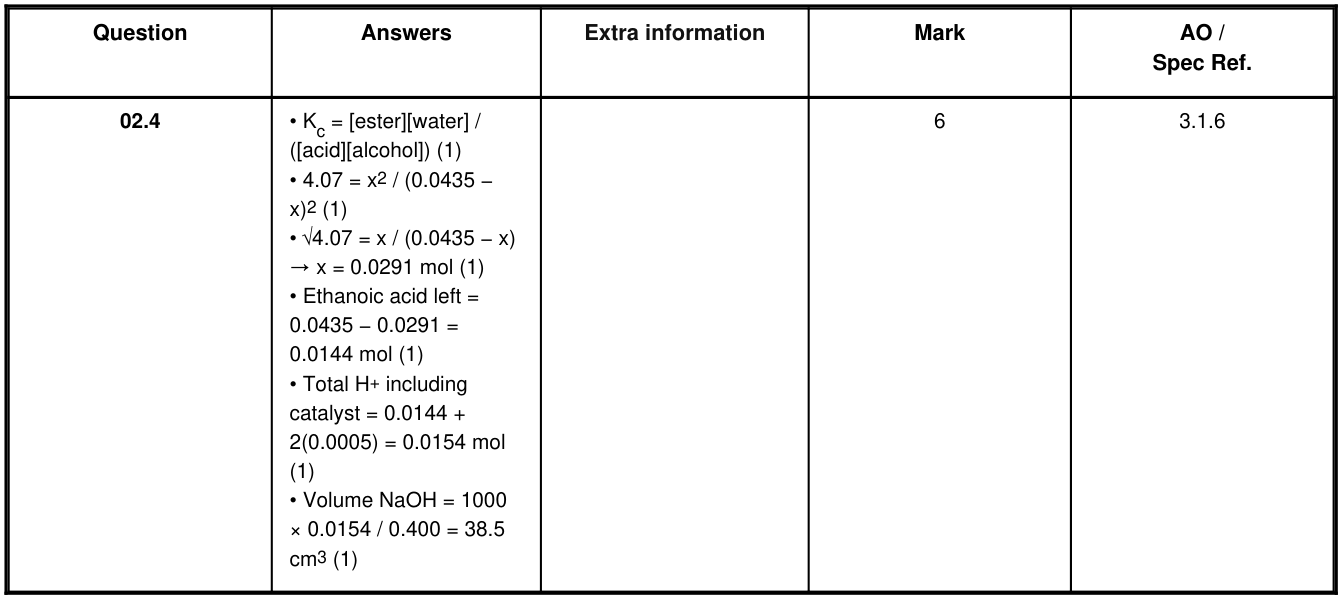 Question Answers Extra information Mark AO /
Spec Ref.
02.4 • Kc = [ester][water] / 6 3.1.6
([acid][alcohol]) (1)
• 4.07 = x2 / (0.0435 −
x)2 (1)
• √4.07 = x / (0.0435 − x)
→ x = 0.0291 mol (1)
• Ethanoic acid left =
0.0435 − 0.0291 =
0.0144 mol (1)
• Total H+ including
catalyst = 0.0144 +
2(0.0005) = 0.0154 mol
(1)
• Volume NaOH = 1000
× 0.0154 / 0.400 = 38.5
cm3 (1)